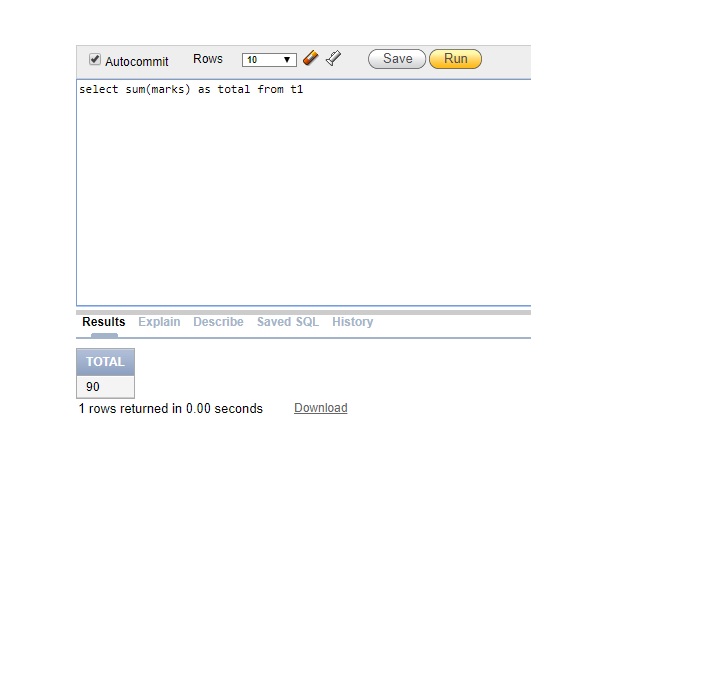 Autocommit Rows 10 Save Run
select sum(marks) as total from t1
Results Explain Describe Saved SQL History
TOTAL
90
1 rows returned in 0.00 seconds Download